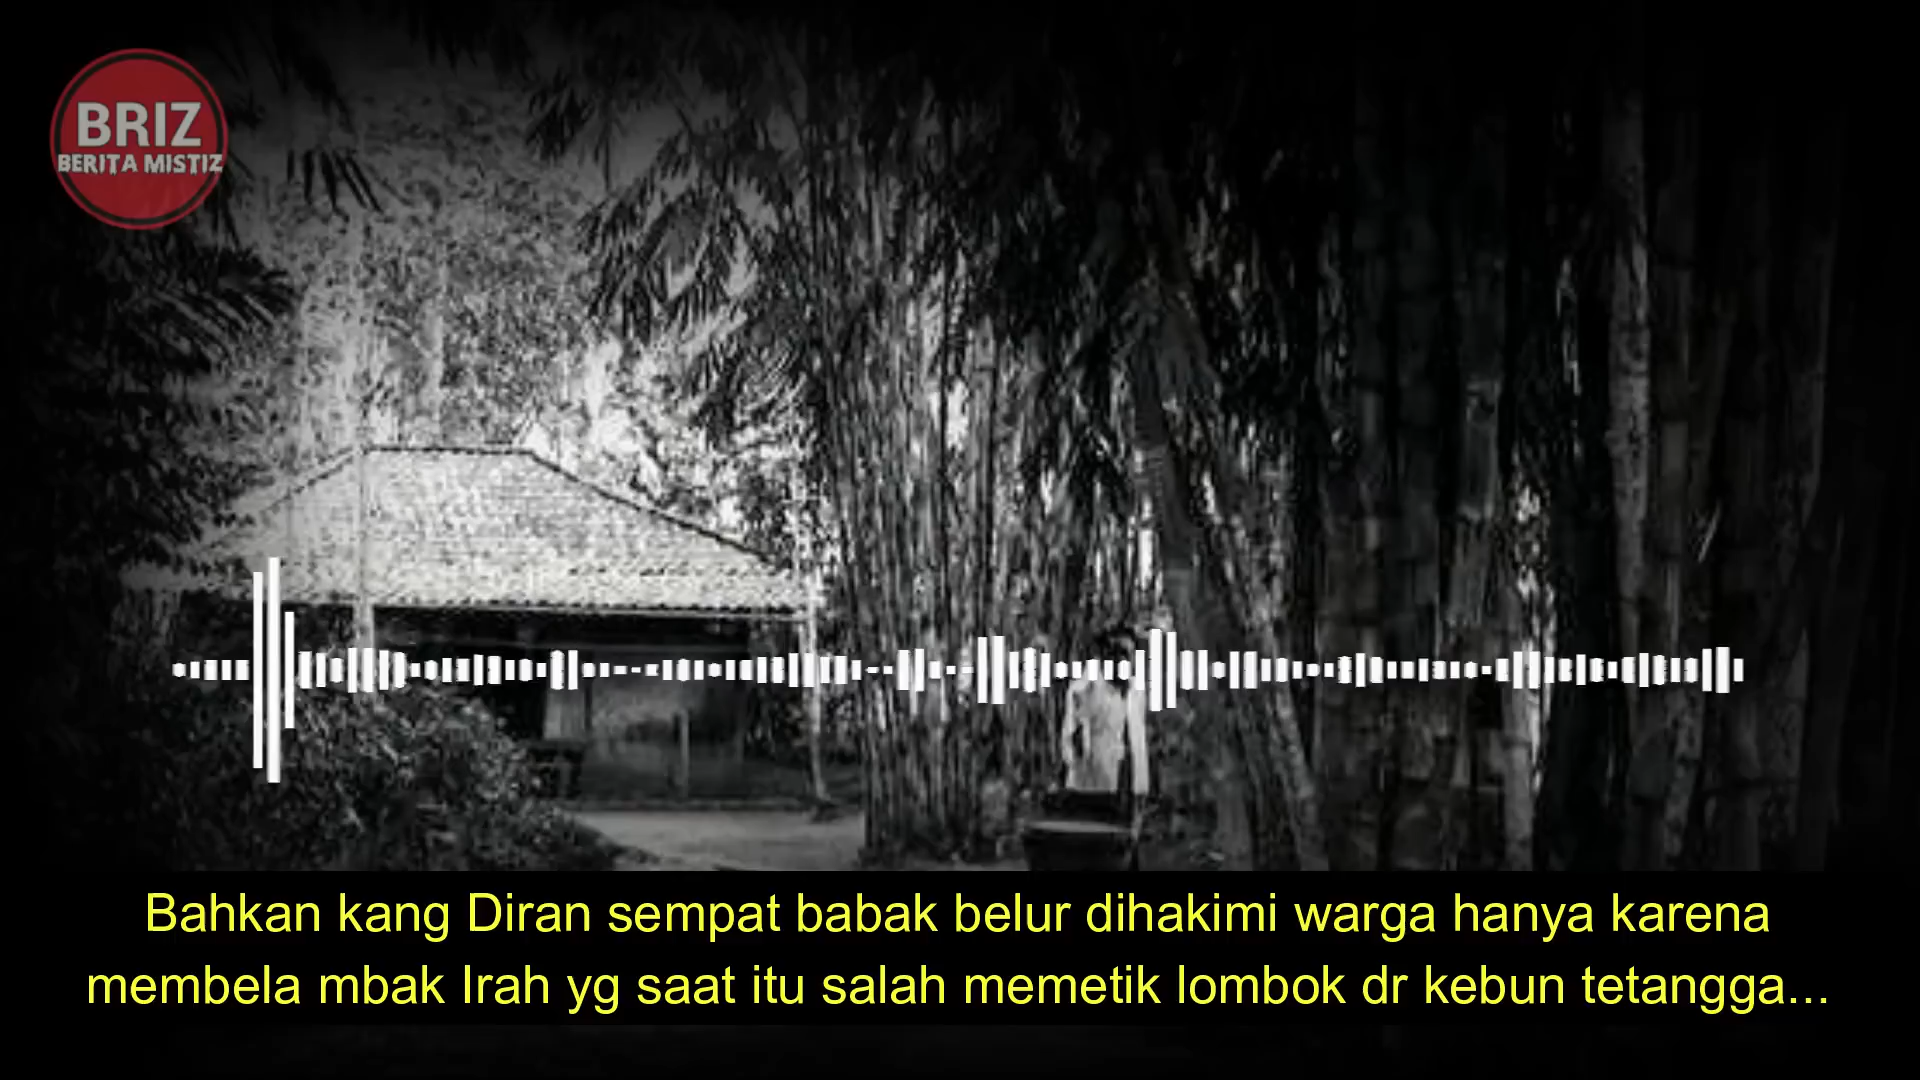 BRIZ
BERITA MISTIZ
Bahkan kang Diran sempat babak belur dihakimi warga hanya karena
membela mbak Irah yg saat itu salah memetik lombok dr kebun tetangga...